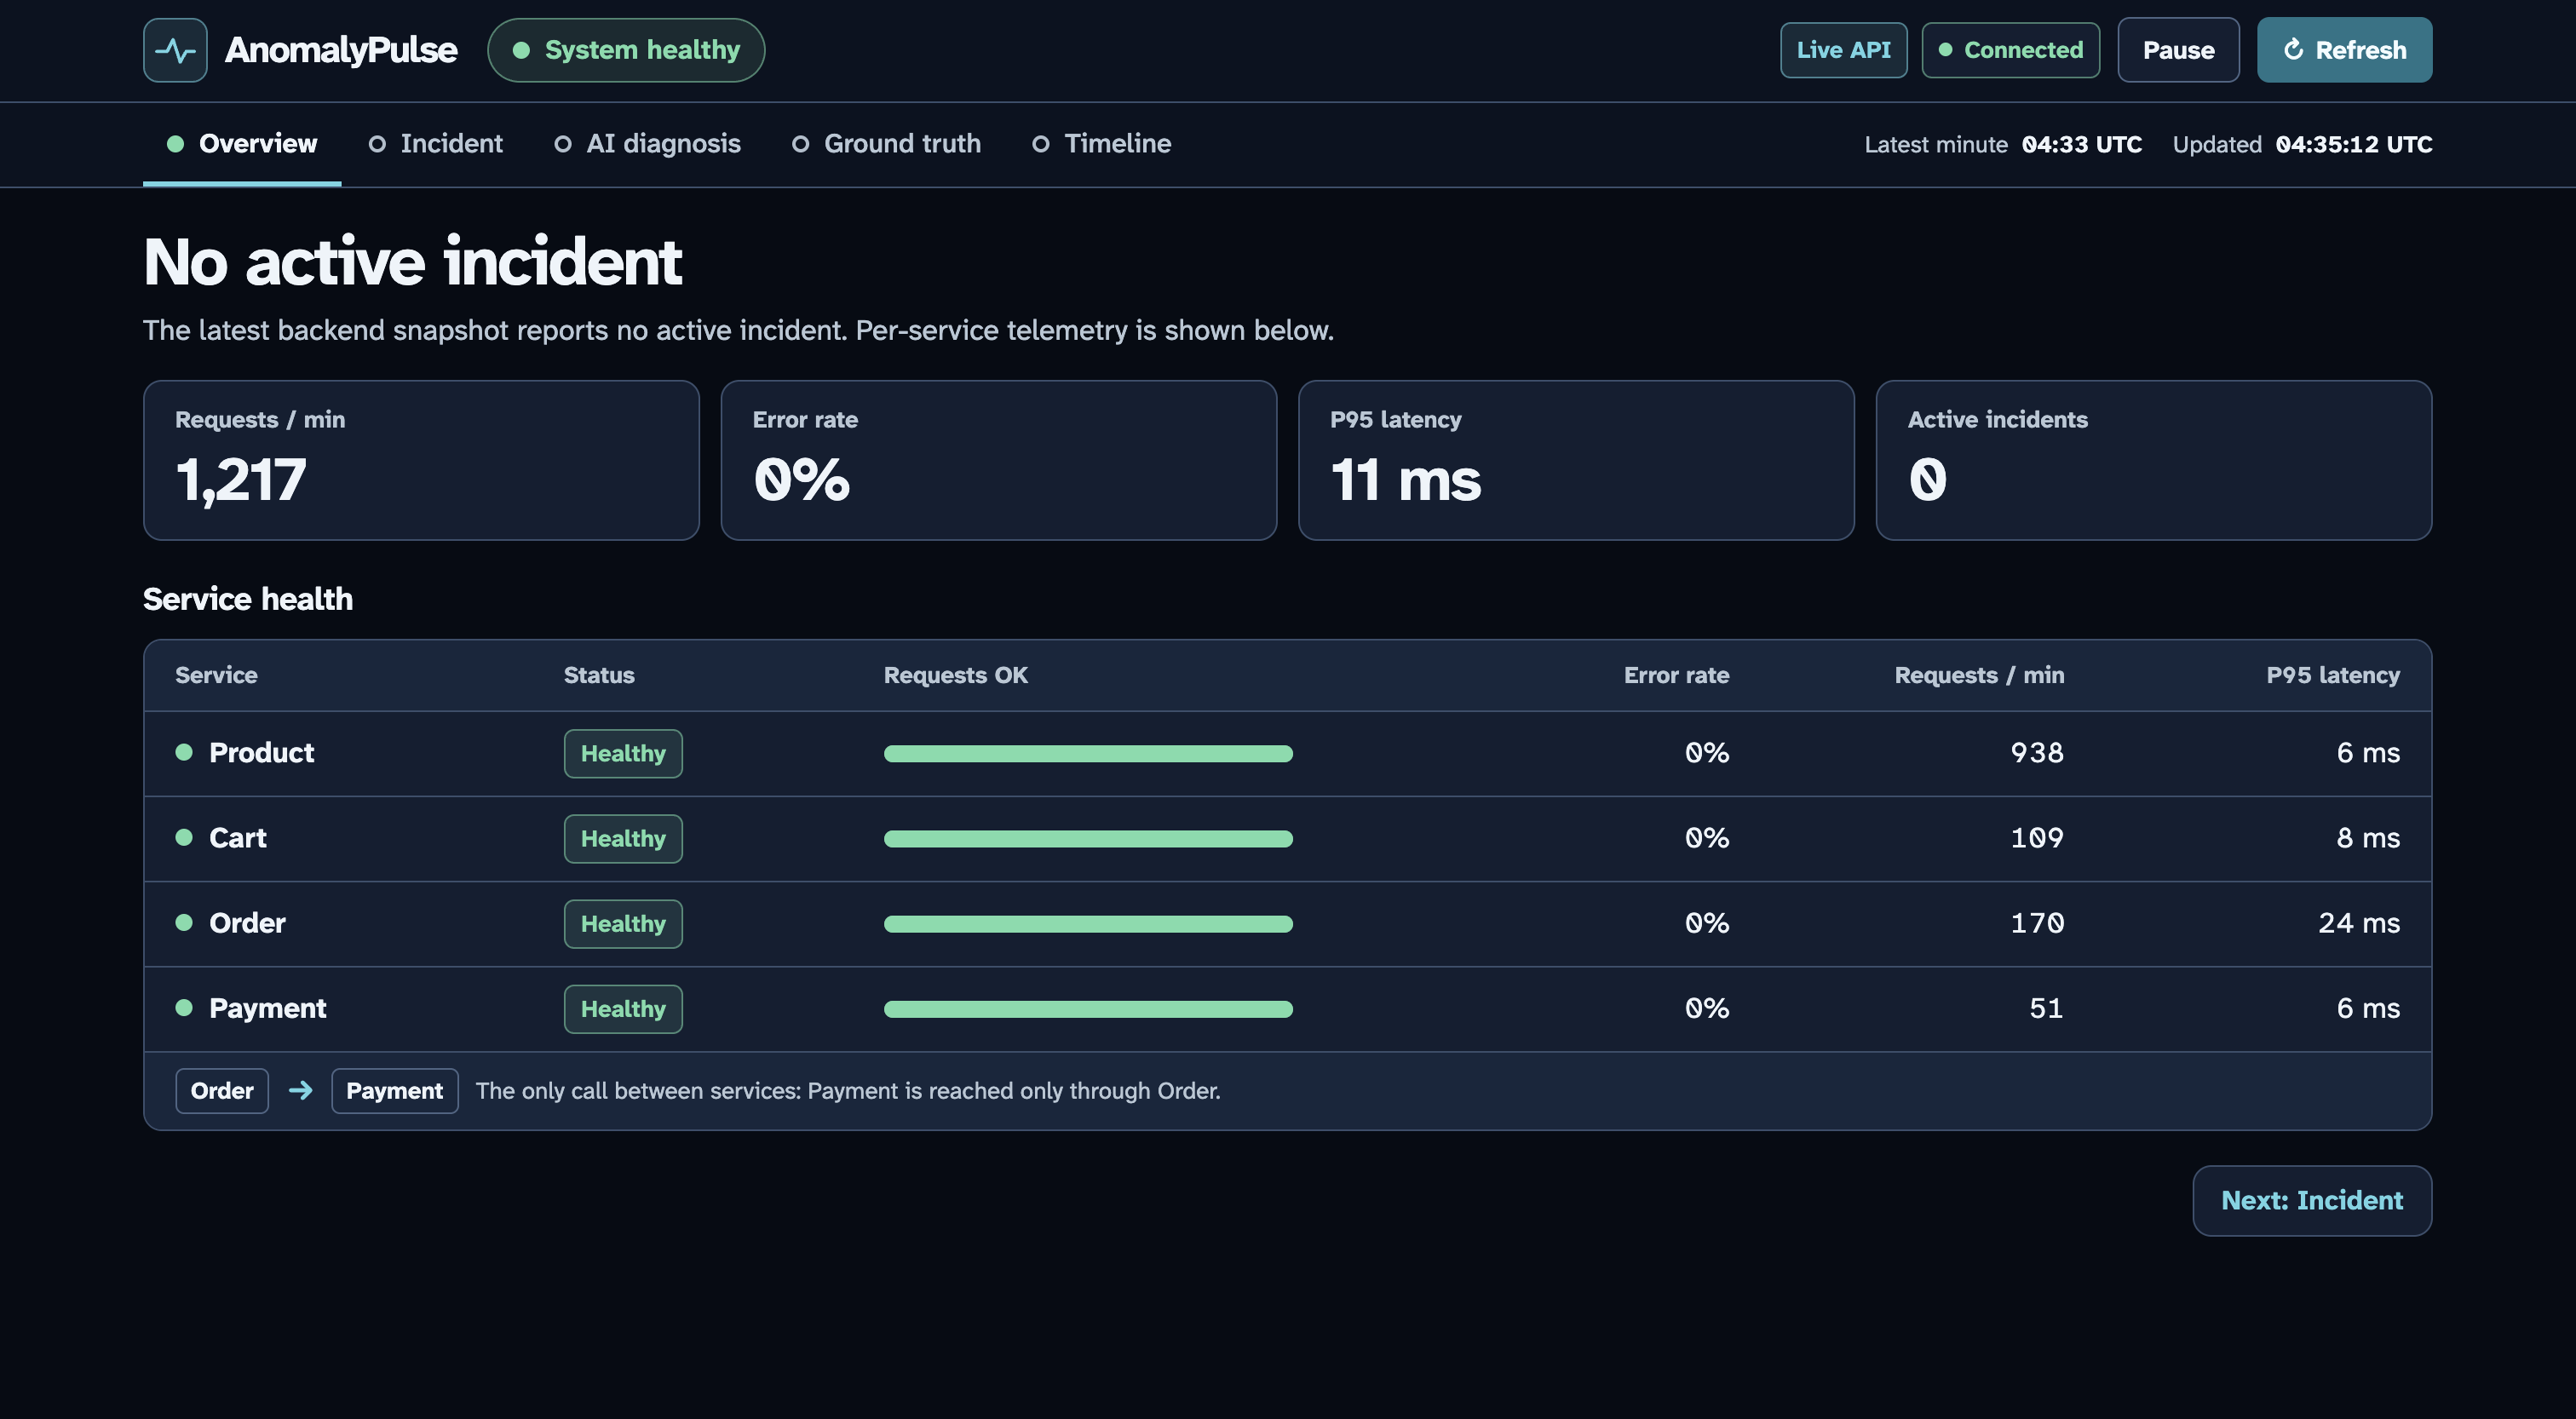 AnomalyPulse System healthy Live API Connected Pause Refresh
Overview Incident AI diagnosis Ground truth Timeline Latest minute 04:33 UTC Updated 04:35:12 UTC
No active incident
The latest backend snapshot reports no active incident. Per-service telemetry is shown below.
Requests / min Error rate P95 latency Active incidents
1,217 0% 11 ms 0
Service health
Service Status Requests OK Error rate Requests / min P95 latency
Product Healthy 0% 938 6 ms
Cart Healthy 0% 109 8 ms
Order Healthy 0% 170 24 ms
Payment Healthy 0% 51 6 ms
Order → Payment The only call between services: Payment is reached only through Order.
Next: Incident